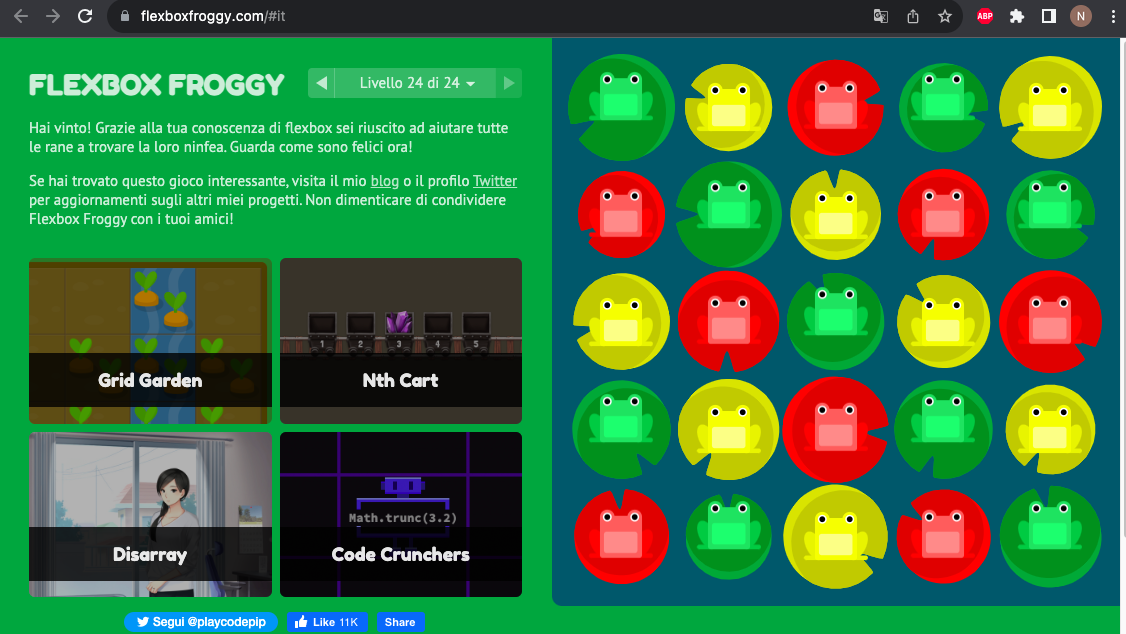 flexboxfroggy.com/#it
ABP
N
FLEXBOX FROGGY
Livello 24 di 24
Hai vinto! Grazie alla tua conoscenza di flexbox sei riuscito ad aiutare tutte
le rane a trovare la loro ninfea. Guarda come sono felici ora!
Se hai trovato questo gioco interessante, visita il mio blog o il profilo Twitter
per aggiornamenti sugli altri miei progetti. Non dimenticare di condividere
Flexbox Froggy con i tuoi amici!
1 2 3 4 5
Grid Garden
Nth Cart
Math.trunc(3.2)
Disarray
Code Crunchers
Segui @playcodepip
Like 11K
Share